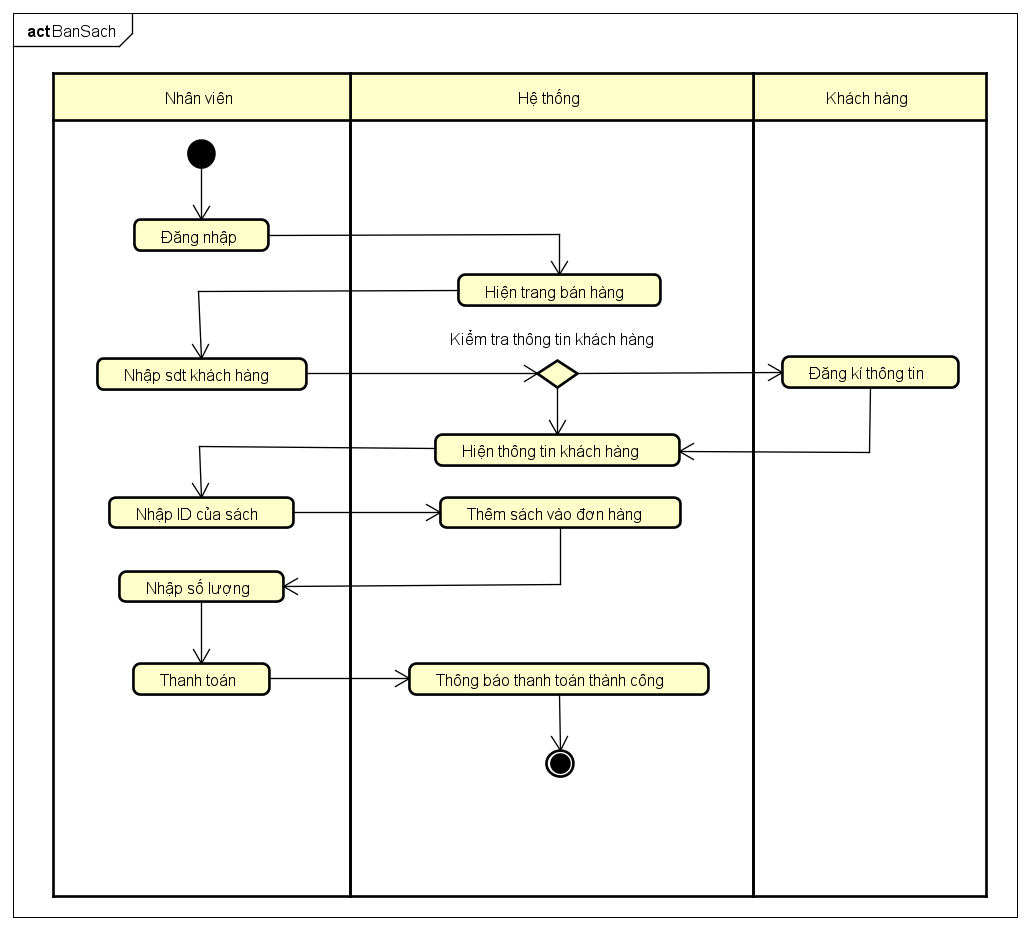 actBanSach
Nhân viên
Hệ thống
Khách hàng
Đăng nhập
Hiện trang bán hàng
Kiểm tra thông tin khách hàng
Nhập sdt khách hàng
Đăng kí thông tin
Hiện thông tin khách hàng
Nhập ID của sách
Thêm sách vào đơn hàng
Nhập số lượng
Thanh toán
Thông báo thanh toán thành công